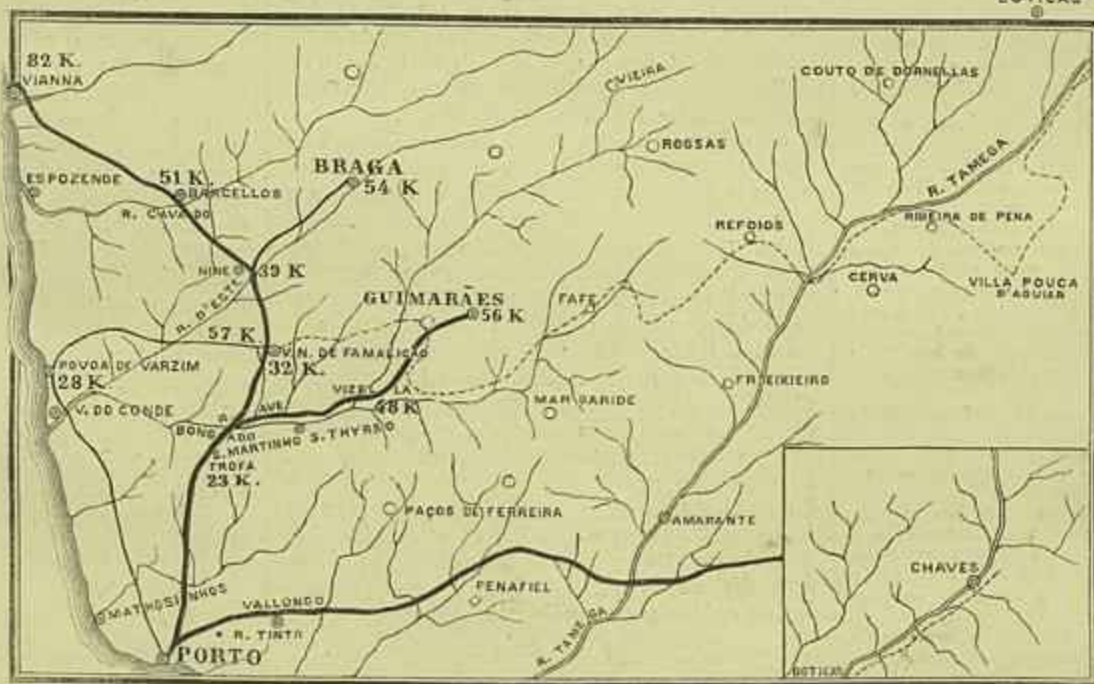 82 K.
VIANNA
VIEIRA
COUTO DE DORNELLAS
ROSSAS
R. TAMEGA
BRAGA
54 K
51 K.
BARCELLOS
ESPOZENDE
R. CAVADO
REFOIOS
RIBEIRA DE PENA
NINE
39 K
CERVA
VILLA POUCA
D'AGUIAR
R. D'ESTE
GUIMARÃES
56 K
FAFE
57 K
V. N. DE FAMALICÃO
32 K.
POVOA DE VARZIM
28 K.
VIZELLA
48 K
FREIXIEIRO
V. DO CONDE
R. AVE
MARGARIDE
BOUGADO
S. MARTINHO S. THYRSO
TROFA
23 K.
PAÇOS DE FERREIRA
AMARANTE
CHAVES
MATHOSINHOS
VALLONGO
PENAFIEL
R. TINTO
R. TAMEGA
PORTO
BOTICAS